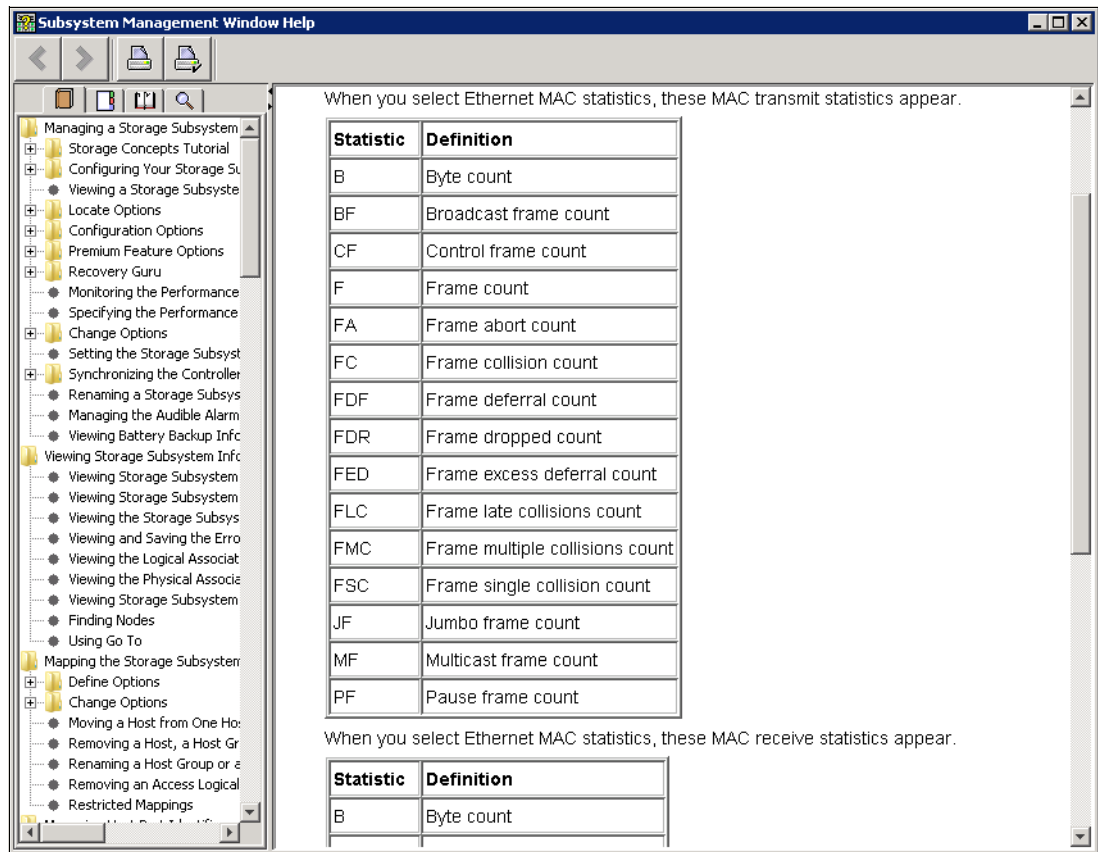 Subsystem Management Window Help
Managing a Storage Subsystem
Storage Concepts Tutorial
Configuring Your Storage Su
Viewing a Storage Subsyste
Locate Options
Configuration Options
Premium Feature Options
Recovery Guru
Monitoring the Performance
Specifying the Performance
Change Options
Setting the Storage Subsyst
Synchronizing the Controller
Renaming a Storage Subsys
Managing the Audible Alarm
Viewing Battery Backup Info
Viewing Storage Subsystem Info
Viewing Storage Subsystem
Viewing Storage Subsystem
Viewing the Storage Subsys
Viewing and Saving the Erro
Viewing the Logical Associat
Viewing the Physical Associa
Viewing Storage Subsystem
Finding Nodes
Using Go To
Mapping the Storage Subsystem
Define Options
Change Options
Moving a Host from One Hos
Removing a Host, a Host Gr
Renaming a Host Group or a
Removing an Access Logical
Restricted Mappings
When you select Ethernet MAC statistics, these MAC transmit statistics appear.
Statistic Definition
B Byte count
BF Broadcast frame count
CF Control frame count
F Frame count
FA Frame abort count
FC Frame collision count
FDF Frame deferral count
FDR Frame dropped count
FED Frame excess deferral count
FLC Frame late collisions count
FMC Frame multiple collisions count
FSC Frame single collision count
JF Jumbo frame count
MF Multicast frame count
PF Pause frame count
When you select Ethernet MAC statistics, these MAC receive statistics appear.
Statistic Definition
B Byte count